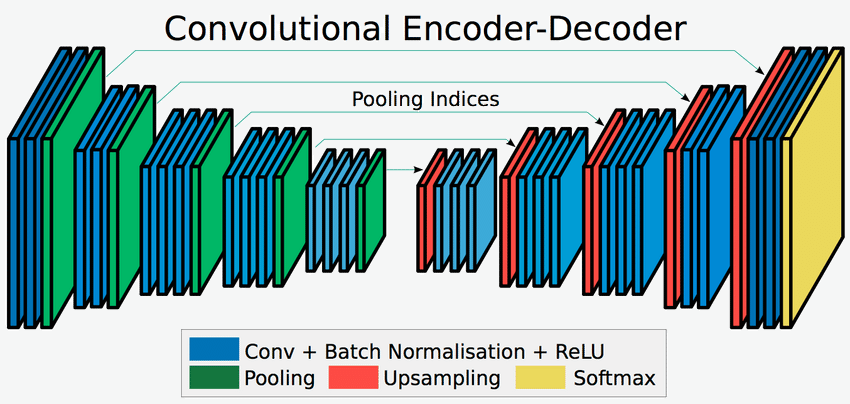 Convolutional Encoder-Decoder
Pooling Indices
Conv + Batch Normalisation + ReLU
Pooling Upsampling Softmax